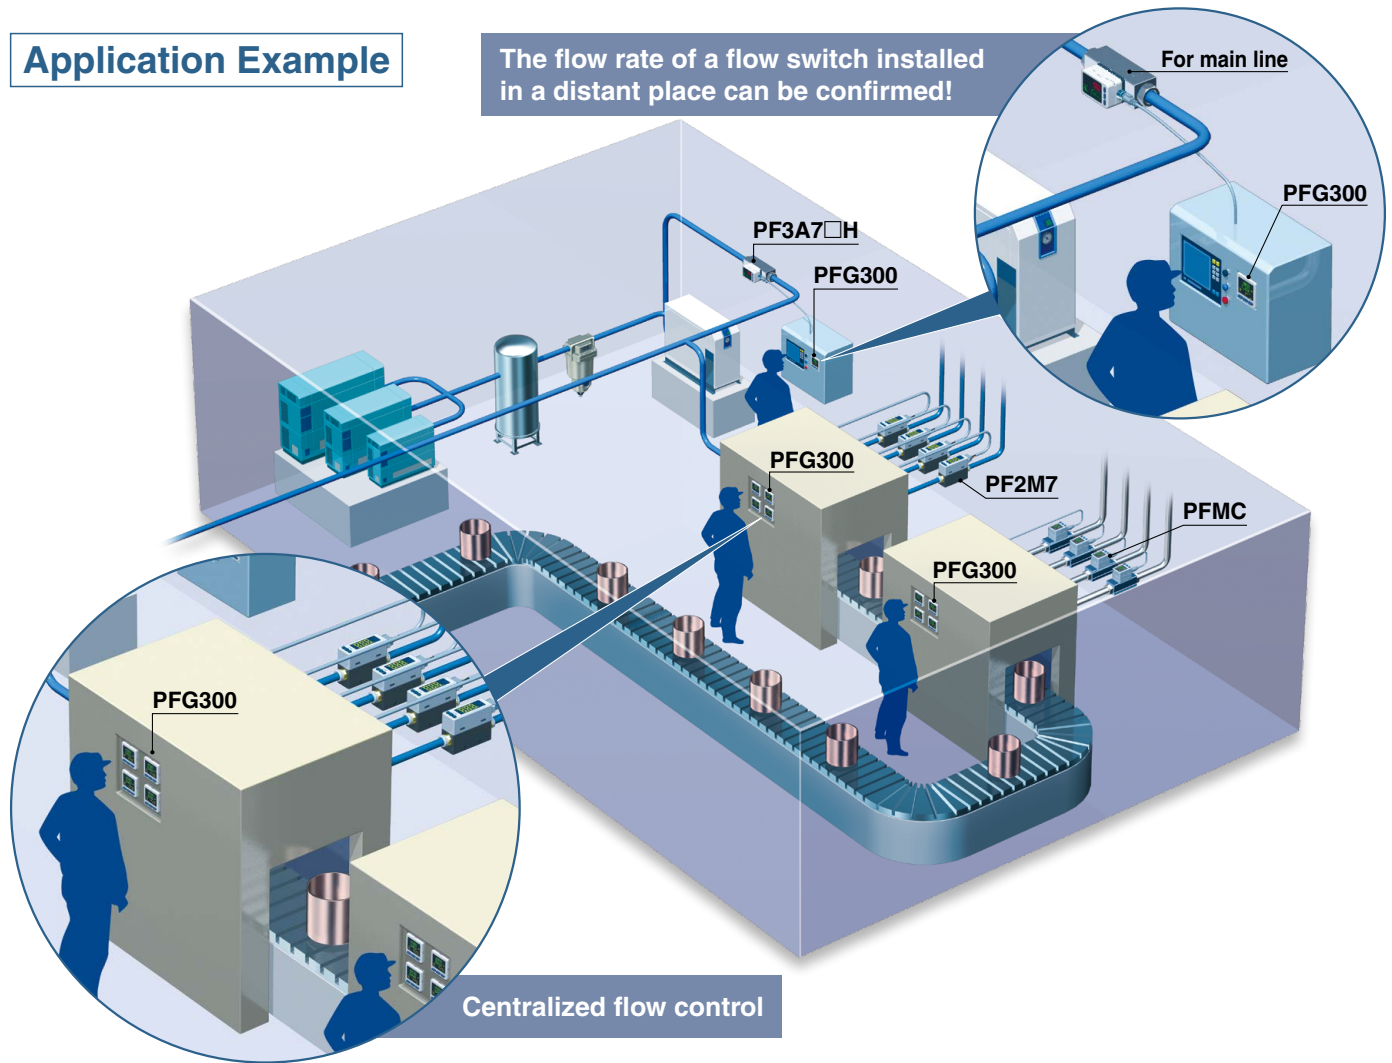 Application Example
The flow rate of a flow switch installed
in a distant place can be confirmed!
For main line
PFG300
PF3A7□H
PFG300
PFG300
PF2M7
PFMC
PFG300
PFG300
Centralized flow control